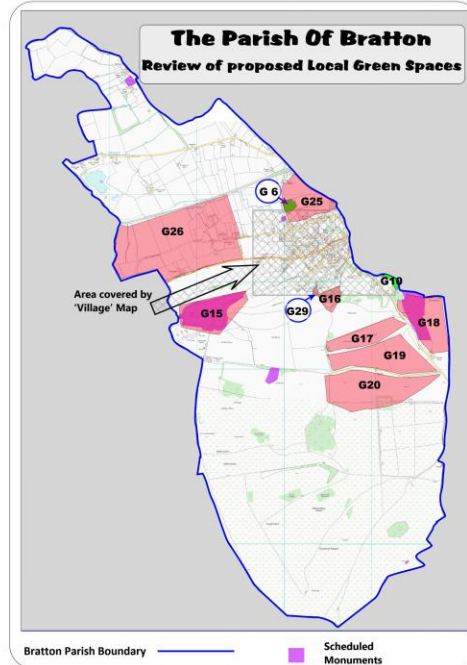 The Parish Of Bratton
Review of proposed Local Green Spaces
G 6
G25
G26
Area covered by
'Village' Map
G10
G16
G15
G29
G18
G17
G19
G20
Bratton Parish Boundary
Scheduled
Monuments